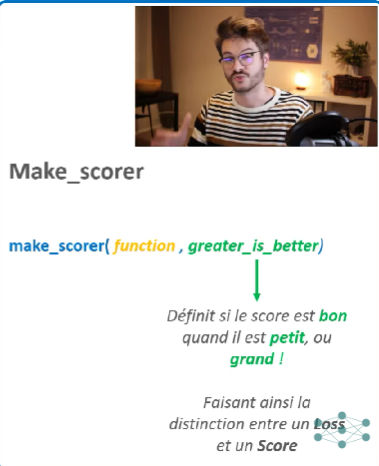 Make_scorer
make_scorer( function , greater_is_better)
Définit si le score est bon
quand il est petit, ou
grand !
Faisant ainsi la
distinction entre un Loss
et un Score